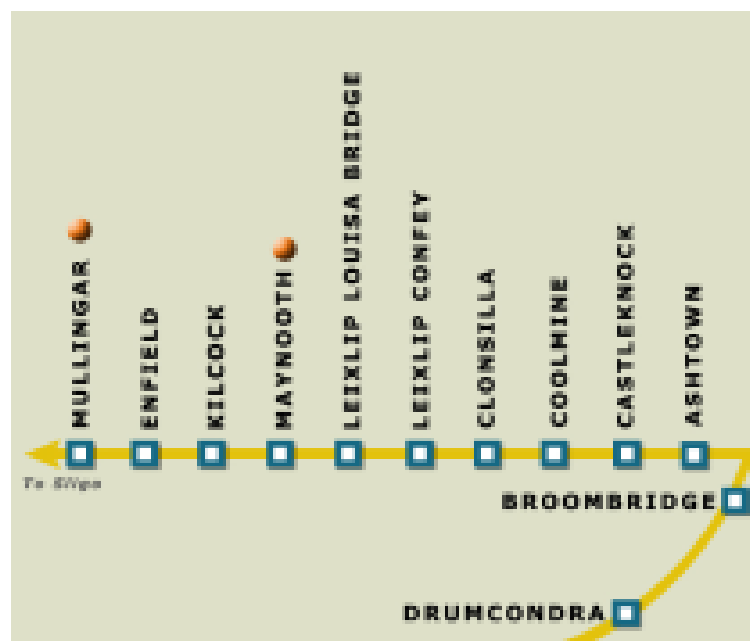 MULLINGAR
ENFIELD
KILCOCK
MAYNOOTH
LEIXLIP LOUISA BRIDGE
LEIXLIP CONFEY
CLONSILLA
COOLMINE
CASTLEKNOCK
ASHTOWN
To Sligo
BROOMBRIDGE
DRUMCONDRA